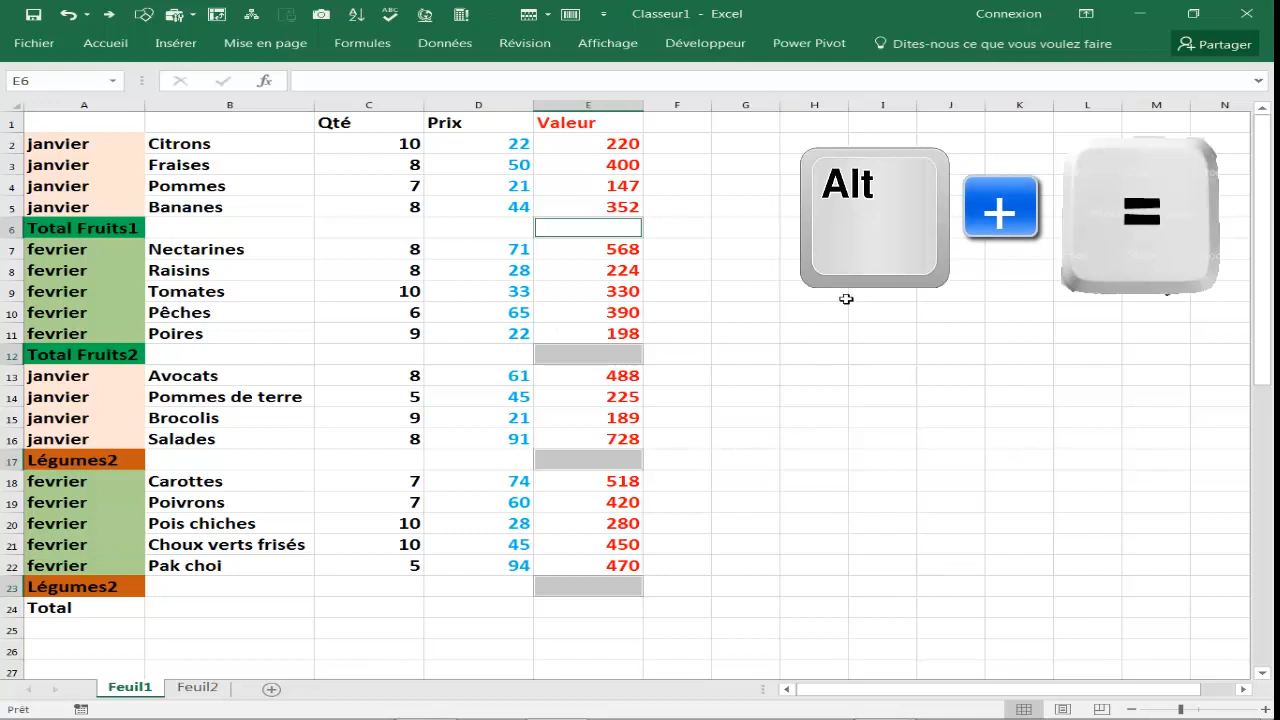 Classeur1 - Excel
Connexion
Fichier Accueil Insérer Mise en page Formules Données Révision Affichage Développeur Power Pivot Dites-nous ce que vous voulez faire Partager
E6 fx
A B C D E F G H I J K L M N
1 Qté Prix Valeur
2 janvier Citrons 10 22 220
3 janvier Fraises 8 50 400
4 janvier Pommes 7 21 147
5 janvier Bananes 8 44 352
6 Total Fruits1
7 fevrier Nectarines 8 71 568
8 fevrier Raisins 8 28 224
9 fevrier Tomates 10 33 330
10 fevrier Pêches 6 65 390
11 fevrier Poires 9 22 198
12 Total Fruits2
13 janvier Avocats 8 61 488
14 janvier Pommes de terre 5 45 225
15 janvier Brocolis 9 21 189
16 janvier Salades 8 91 728
17 Légumes2
18 fevrier Carottes 7 74 518
19 fevrier Poivrons 7 60 420
20 fevrier Pois chiches 10 28 280
21 fevrier Choux verts frisés 10 45 450
22 fevrier Pak choi 5 94 470
23 Légumes2
24 Total
25
26
27
Alt + =
Feuil1 Feuil2
Prêt